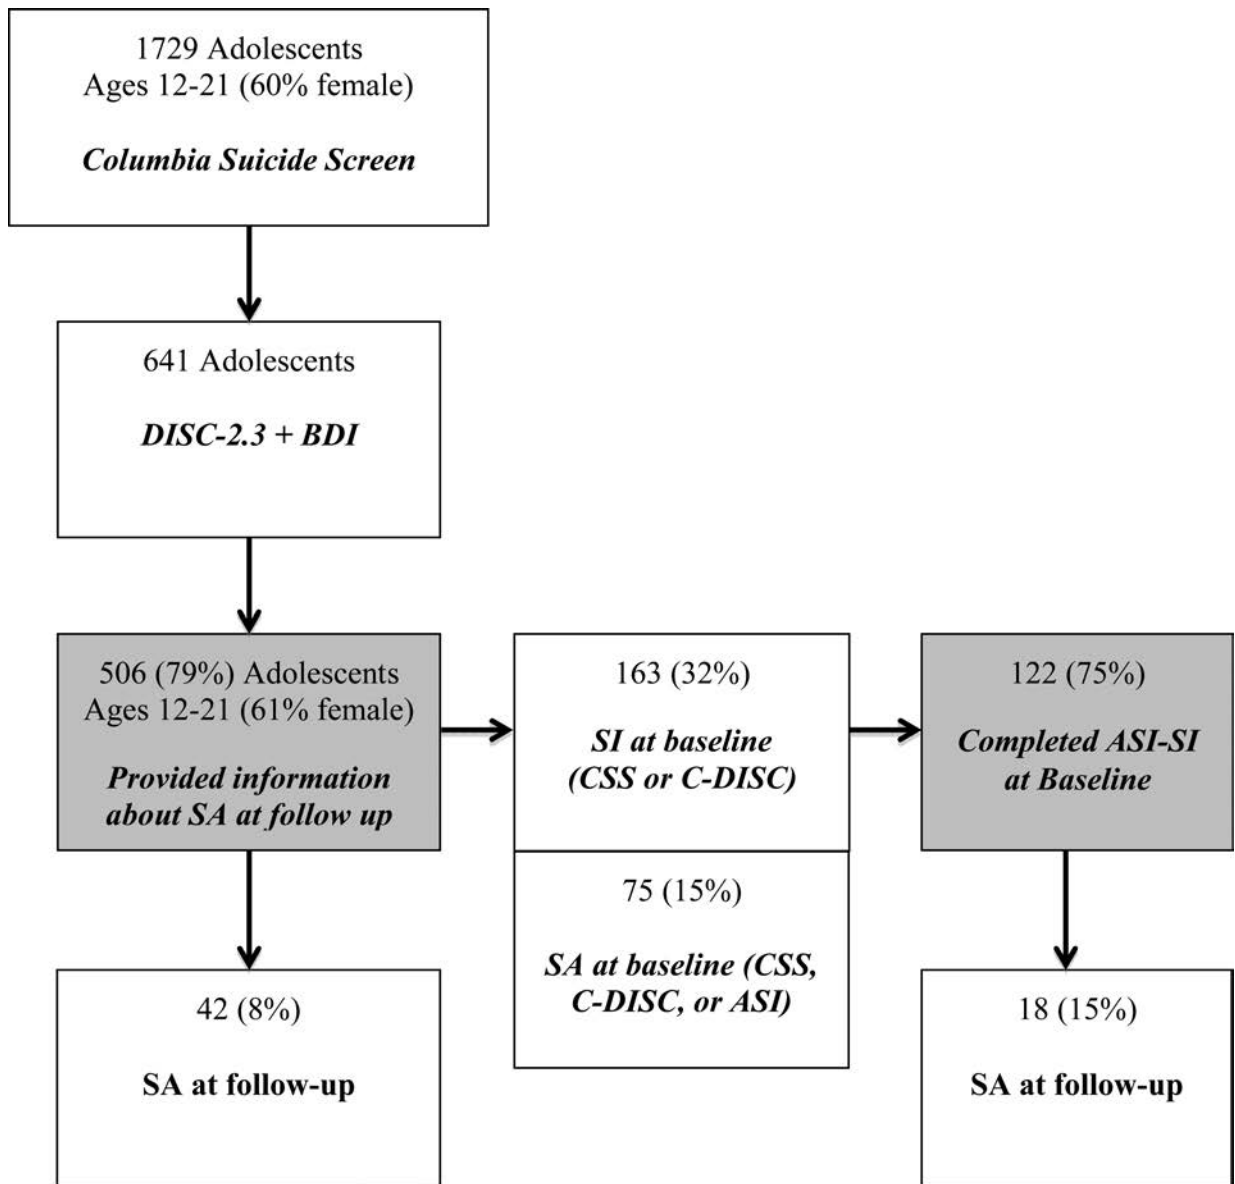 1729 Adolescents
Ages 12-21 (60% female)
Columbia Suicide Screen
641 Adolescents
DISC-2.3 + BDI
506 (79%) Adolescents
Ages 12-21 (61% female)
Provided information
about SA at follow up
163 (32%)
SI at baseline
(CSS or C-DISC)
122 (75%)
Completed ASI-SI
at Baseline
75 (15%)
SA at baseline (CSS,
C-DISC, or ASI)
42 (8%)
SA at follow-up
18 (15%)
SA at follow-up